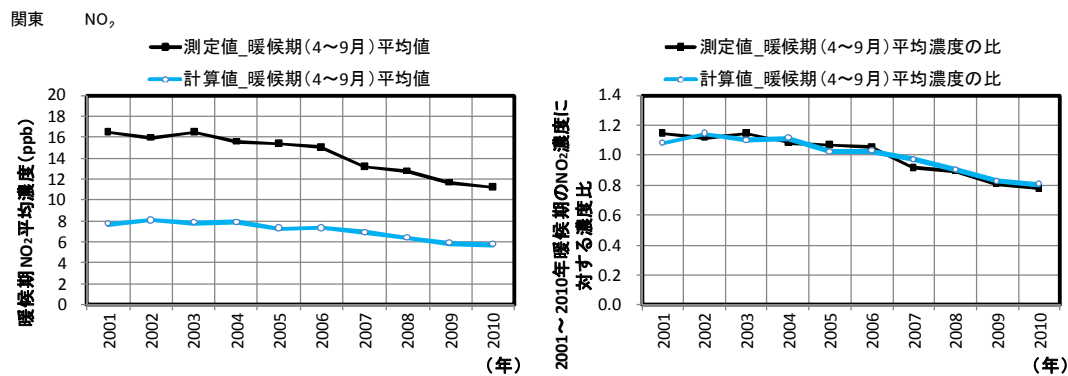 関東 NO₂
測定値_暖候期(4～9月)平均値
計算値_暖候期(4～9月)平均値
暖候期NO₂平均濃度(ppb)
20
18
16
14
12
10
8
6
4
2
0
2001 2002 2003 2004 2005 2006 2007 2008 2009 2010
(年)
測定値_暖候期(4～9月)平均濃度の比
計算値_暖候期(4～9月)平均濃度の比
2001～2010年暖候期のNO₂濃度に
対する濃度比
1.4
1.2
1.0
0.8
0.6
0.4
0.2
0.0
2001 2002 2003 2004 2005 2006 2007 2008 2009 2010
(年)